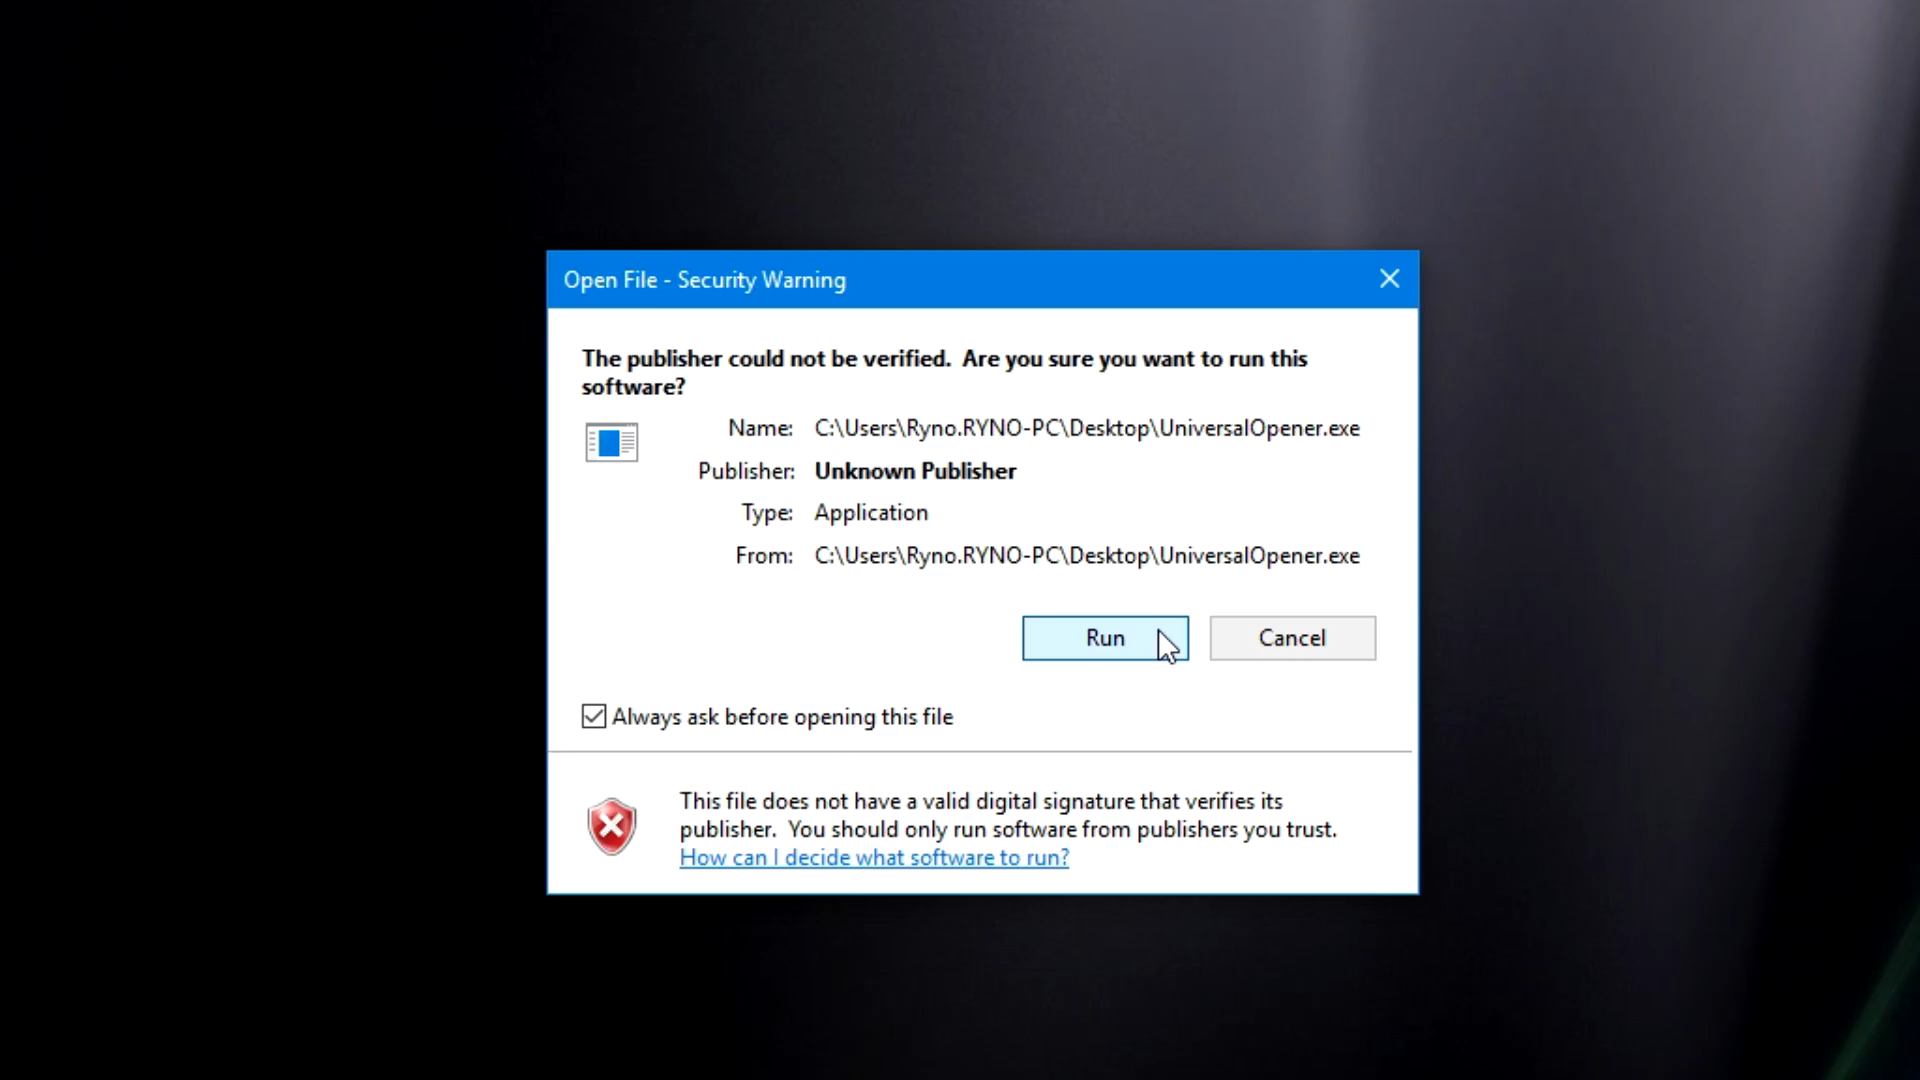 Open File - Security Warning
The publisher could not be verified.  Are you sure you want to run this
software?
Name: C:\Users\Ryno.RYNO-PC\Desktop\UniversalOpener.exe
Publisher: Unknown Publisher
Type: Application
From: C:\Users\Ryno.RYNO-PC\Desktop\UniversalOpener.exe
Run Cancel
Always ask before opening this file
This file does not have a valid digital signature that verifies its
publisher.  You should only run software from publishers you trust.
How can I decide what software to run?